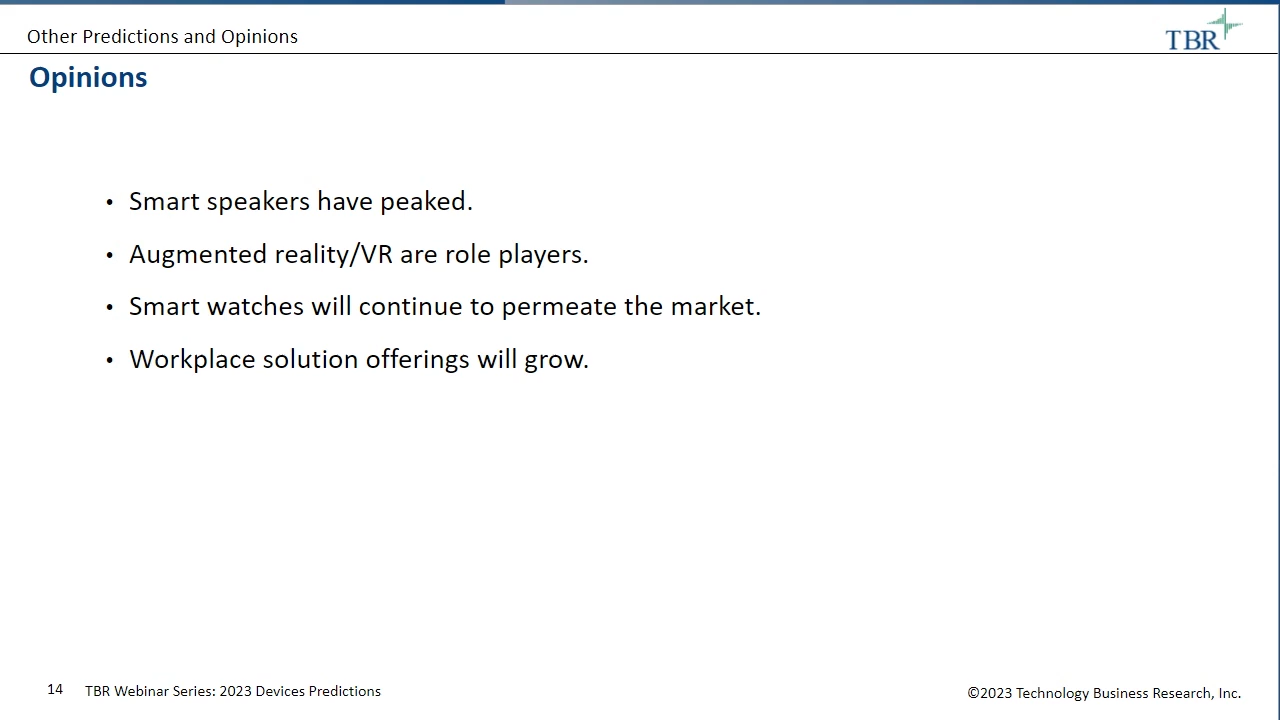 Other Predictions and Opinions
TBR
Opinions
• Smart speakers have peaked.
• Augmented reality/VR are role players.
• Smart watches will continue to permeate the market.
• Workplace solution offerings will grow.
14 TBR Webinar Series: 2023 Devices Predictions
©2023 Technology Business Research, Inc.